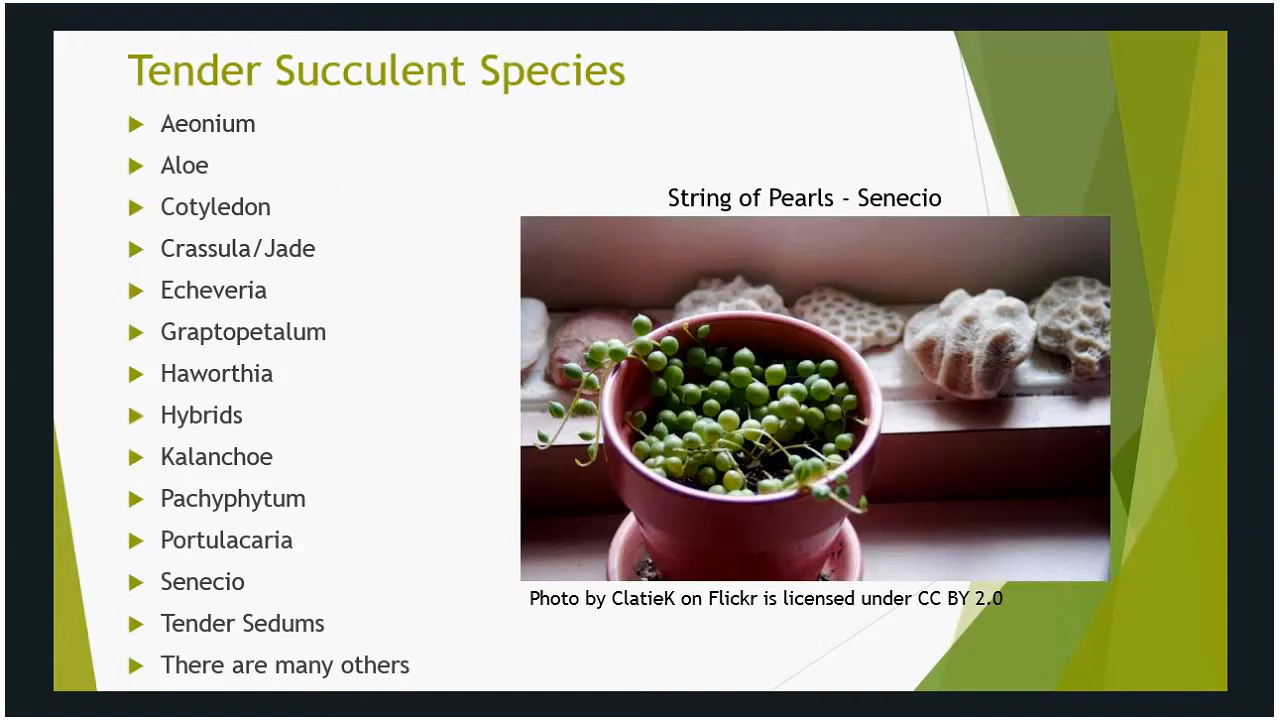 Tender Succulent Species
Aeonium
Aloe
Cotyledon
Crassula/Jade
Echeveria
Graptopetalum
Haworthia
Hybrids
Kalanchoe
Pachyphytum
Portulacaria
Senecio
Tender Sedums
There are many others
String of Pearls - Senecio
Photo by ClatieK on Flickr is licensed under CC BY 2.0